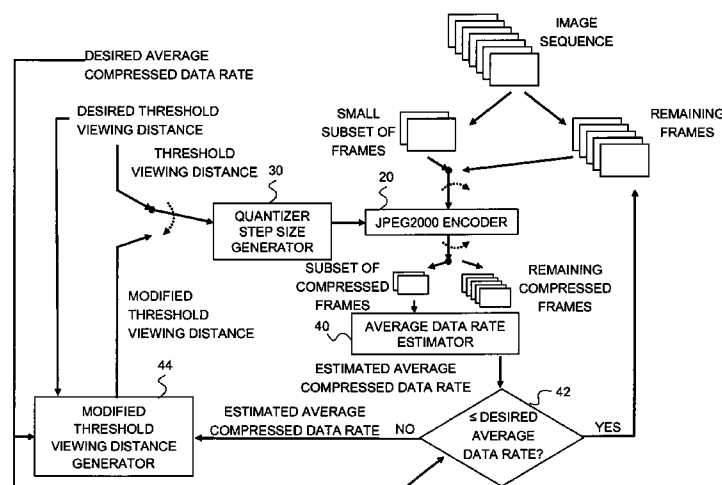 IMAGE
SEQUENCE
DESIRED AVERAGE
COMPRESSED DATA RATE
DESIRED THRESHOLD
VIEWING DISTANCE
SMALL
SUBSET OF
FRAMES
REMAINING
FRAMES
THRESHOLD
VIEWING DISTANCE
30
20
QUANTIZER
STEP SIZE
GENERATOR
JPEG2000 ENCODER
SUBSET OF
COMPRESSED
FRAMES
REMAINING
COMPRESSED
FRAMES
MODIFIED
THRESHOLD
VIEWING DISTANCE
40
AVERAGE DATA RATE
ESTIMATOR
ESTIMATED AVERAGE
COMPRESSED DATA RATE
44
42
MODIFIED
THRESHOLD
VIEWING DISTANCE
GENERATOR
ESTIMATED AVERAGE
COMPRESSED DATA RATE
NO
≤ DESIRED
AVERAGE
DATA RATE?
YES